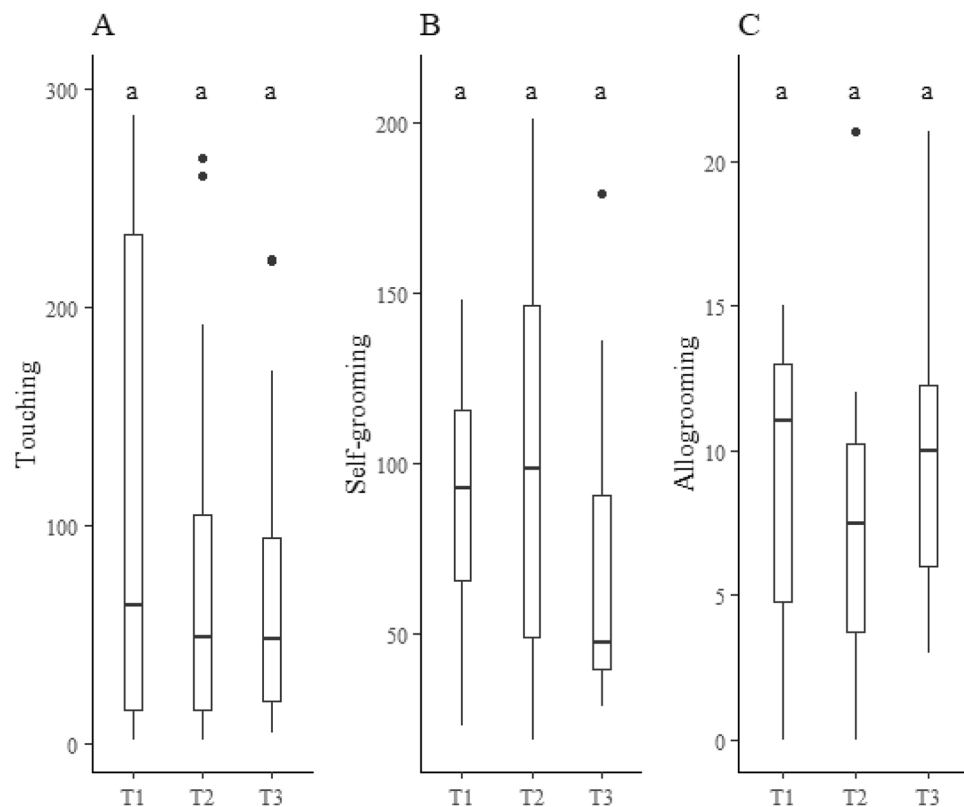 A
Touching
300
200
100
0
a a a
T1 T2 T3
B
Self-grooming
200
150
100
50
a a a
T1 T2 T3
C
Allogrooming
20
15
10
5
0
a a a
T1 T2 T3